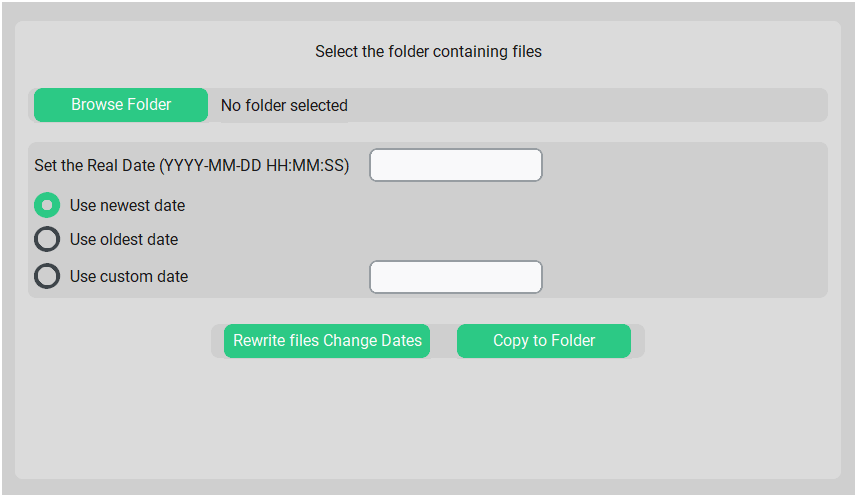 Select the folder containing files
Browse Folder No folder selected
Set the Real Date (YYYY-MM-DD HH:MM:SS)
Use newest date
Use oldest date
Use custom date
Rewrite files Change Dates Copy to Folder